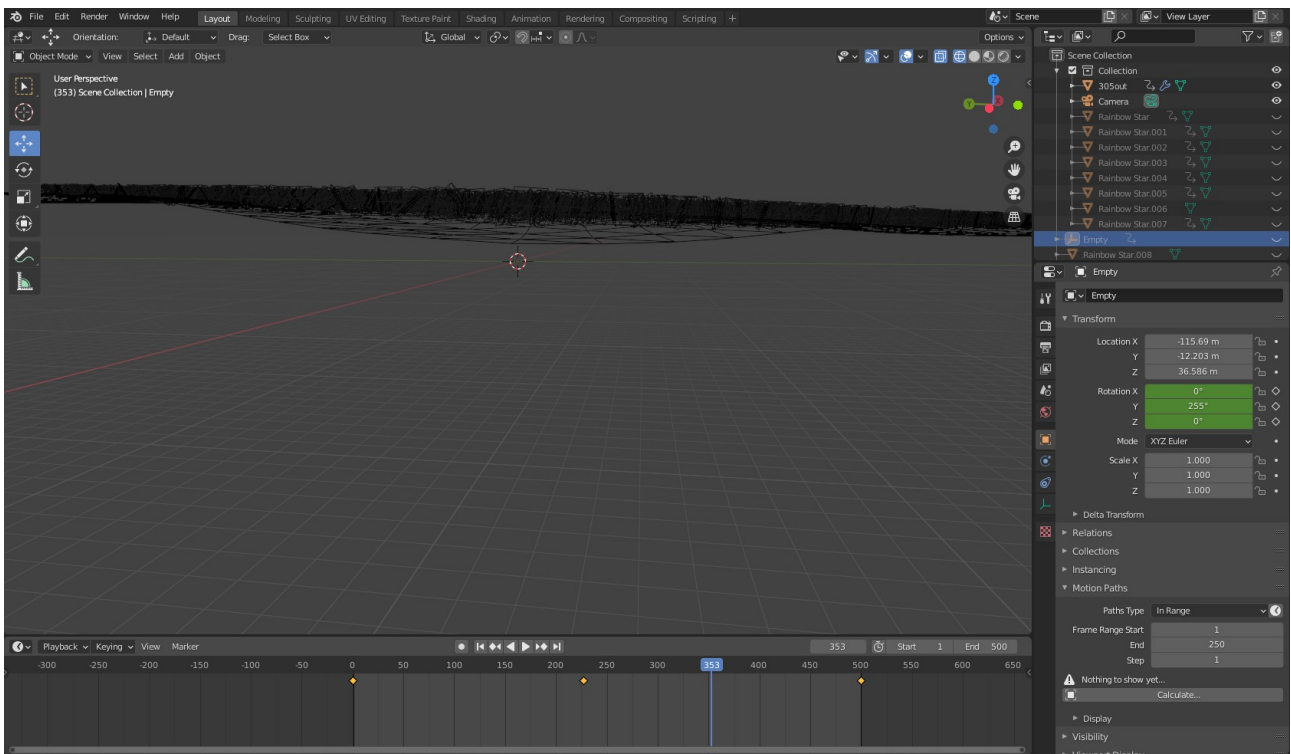 File Edit Render Window Help Layout Modeling Sculpting UV Editing Texture Paint Shading Animation Rendering Compositing Scripting + Scene View Layer
Orientation: Default Drag: Select Box Global Options
Object Mode View Select Add Object
User Perspective
(353) Scene Collection | Empty
Z
Y
Scene Collection
Collection
305out
Camera
Rainbow Star
Rainbow Star.001
Rainbow Star.002
Rainbow Star.003
Rainbow Star.004
Rainbow Star.005
Rainbow Star.006
Rainbow Star.007
Empty
Rainbow Star.008
Empty
Empty
Transform
Location X -115.69 m
Y -12.203 m
Z 36.586 m
Rotation X 0°
Y 255°
Z 0°
Mode XYZ Euler
Scale X 1.000
Y 1.000
Z 1.000
Delta Transform
Relations
Collections
Instancing
Motion Paths
Paths Type In Range
Frame Range Start 1
End 250
Step 1
Nothing to show yet...
Calculate...
Display
Visibility
Viewport Display
Playback Keying View Marker 353 Start 1 End 500
-300 -250 -200 -150 -100 -50 0 50 100 150 200 250 300 353 400 450 500 550 600 650